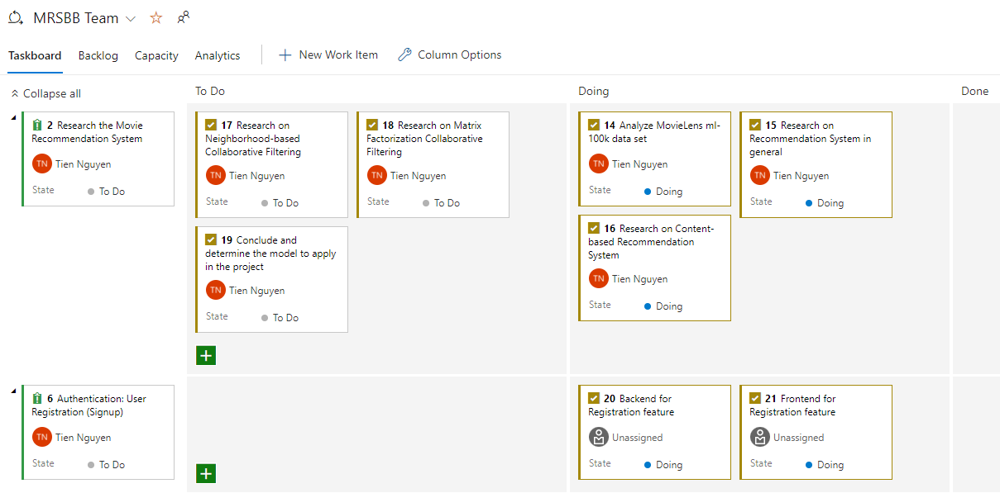 MRSBB Team
Taskboard Backlog Capacity Analytics New Work Item Column Options
Collapse all
To Do
Doing
Done
2 Research the Movie
Recommendation System
TN Tien Nguyen
State To Do
17 Research on
Neighborhood-based
Collaborative Filtering
TN Tien Nguyen
State To Do
18 Research on Matrix
Factorization Collaborative
Filtering
TN Tien Nguyen
State To Do
19 Conclude and
determine the model to apply
in the project
TN Tien Nguyen
State To Do
14 Analyze MovieLens ml-
100k data set
TN Tien Nguyen
State Doing
15 Research on
Recommendation System in
general
TN Tien Nguyen
State Doing
16 Research on Content-
based Recommendation
System
TN Tien Nguyen
State Doing
6 Authentication: User
Registration (Signup)
TN Tien Nguyen
State To Do
20 Backend for
Registration feature
Unassigned
State Doing
21 Frontend for
Registration feature
Unassigned
State Doing